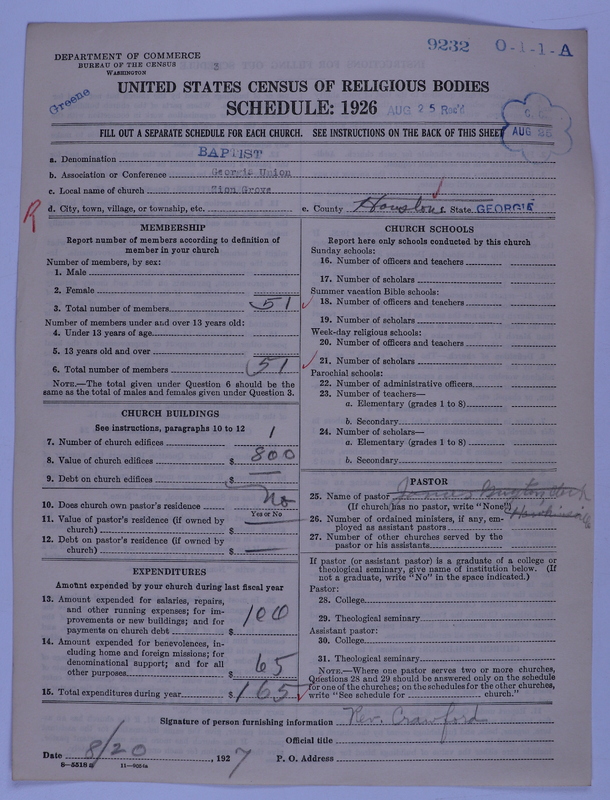 9232 O-1-1-A
DEPARTMENT OF COMMERCE
BUREAU OF THE CENSUS
WASHINGTON
3
Greene
UNITED STATES CENSUS OF RELIGIOUS BODIES
SCHEDULE: 1926
AUG 25 Rec'd
AUG 26
FILL OUT A SEPARATE SCHEDULE FOR EACH CHURCH. SEE INSTRUCTIONS ON THE BACK OF THIS SHEET
a. Denomination BAPTIST
b. Association or Conference Georgia Union
c. Local name of church Zion Grove
R d. City, town, village, or township, etc. e. County Houston f. State GEORGIA
MEMBERSHIP
Report number of members according to definition of
member in your church
Number of members, by sex:
1. Male
2. Female
3. Total number of members 51
Number of members under and over 13 years old:
4. Under 13 years of age
5. 13 years old and over
6. Total number of members 51
NOTE.—The total given under Question 6 should be the
same as the total of males and females given under Question 3.
CHURCH BUILDINGS
See instructions, paragraphs 10 to 12
7. Number of church edifices 1
8. Value of church edifices $ 800
9. Debt on church edifices $ —
10. Does church own pastor's residence No
Yes or No
11. Value of pastor's residence (if owned by
church) $ —
12. Debt on pastor's residence (if owned by
church) $ —
EXPENDITURES
Amount expended by your church during last fiscal year
13. Amount expended for salaries, repairs,
and other running expenses; for im-
provements or new buildings; and for
payments on church debt $ 100
14. Amount expended for benevolences, in-
cluding home and foreign missions; for
denominational support; and for all
other purposes $ 65
15. Total expenditures during year $ 165
CHURCH SCHOOLS
Report here only schools conducted by this church
Sunday schools:
16. Number of officers and teachers
17. Number of scholars
Summer vacation Bible schools:
18. Number of officers and teachers
19. Number of scholars
Week-day religious schools:
20. Number of officers and teachers
21. Number of scholars
Parochial schools:
22. Number of administrative officers
23. Number of teachers—
a. Elementary (grades 1 to 8)
b. Secondary
24. Number of scholars—
a. Elementary (grades 1 to 8)
b. Secondary
PASTOR
25. Name of pastor
(If church has no pastor, write "None")
26. Number of ordained ministers, if any, em-
ployed as assistant pastors
27. Number of other churches served by the
pastor or his assistants
If pastor (or assistant pastor) is a graduate of a college or
theological seminary, give name of institution below. (If
not a graduate, write "No" in the space indicated.)
Pastor:
28. College
29. Theological seminary
Assistant pastor:
30. College
31. Theological seminary
NOTE.—Where one pastor serves two or more churches,
Questions 28 and 29 should be answered only on the schedule
for one of the churches; on the schedules for the other churches,
write "See schedule for church."
Signature of person furnishing information Rev. Crawford
Official title
Date 8/20, 1927 P. O. Address